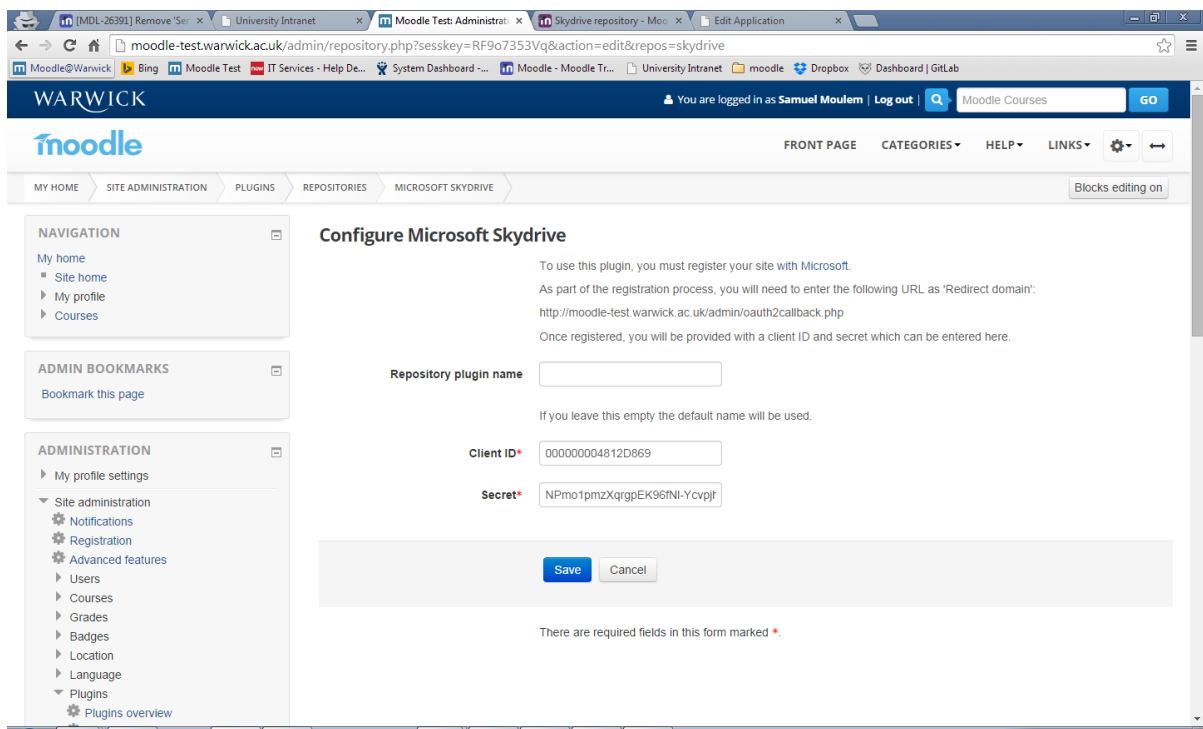 [MDL-26391] Remove 'Ser
University Intranet
Moodle Test: Administrati
Skydrive repository - Moo
Edit Application
moodle-test.warwick.ac.uk/admin/repository.php?sesskey=RF9o7353Vq&action=edit&repos=skydrive
Moodle@Warwick Bing Moodle Test IT Services - Help De... System Dashboard -... Moodle - Moodle Tr... University Intranet moodle Dropbox Dashboard | GitLab
WARWICK
You are logged in as Samuel Moulem | Log out | Moodle Courses GO
moodle
FRONT PAGE CATEGORIES HELP LINKS
MY HOME SITE ADMINISTRATION PLUGINS REPOSITORIES MICROSOFT SKYDRIVE Blocks editing on
NAVIGATION
My home
Site home
My profile
Courses
ADMIN BOOKMARKS
Bookmark this page
ADMINISTRATION
My profile settings
Site administration
Notifications
Registration
Advanced features
Users
Courses
Grades
Badges
Location
Language
Plugins
Plugins overview
Configure Microsoft Skydrive
To use this plugin, you must register your site with Microsoft.
As part of the registration process, you will need to enter the following URL as 'Redirect domain':
http://moodle-test.warwick.ac.uk/admin/oauth2callback.php
Once registered, you will be provided with a client ID and secret which can be entered here.
Repository plugin name
If you leave this empty the default name will be used.
Client ID* 000000004812D869
Secret*
Save Cancel
There are required fields in this form marked *.